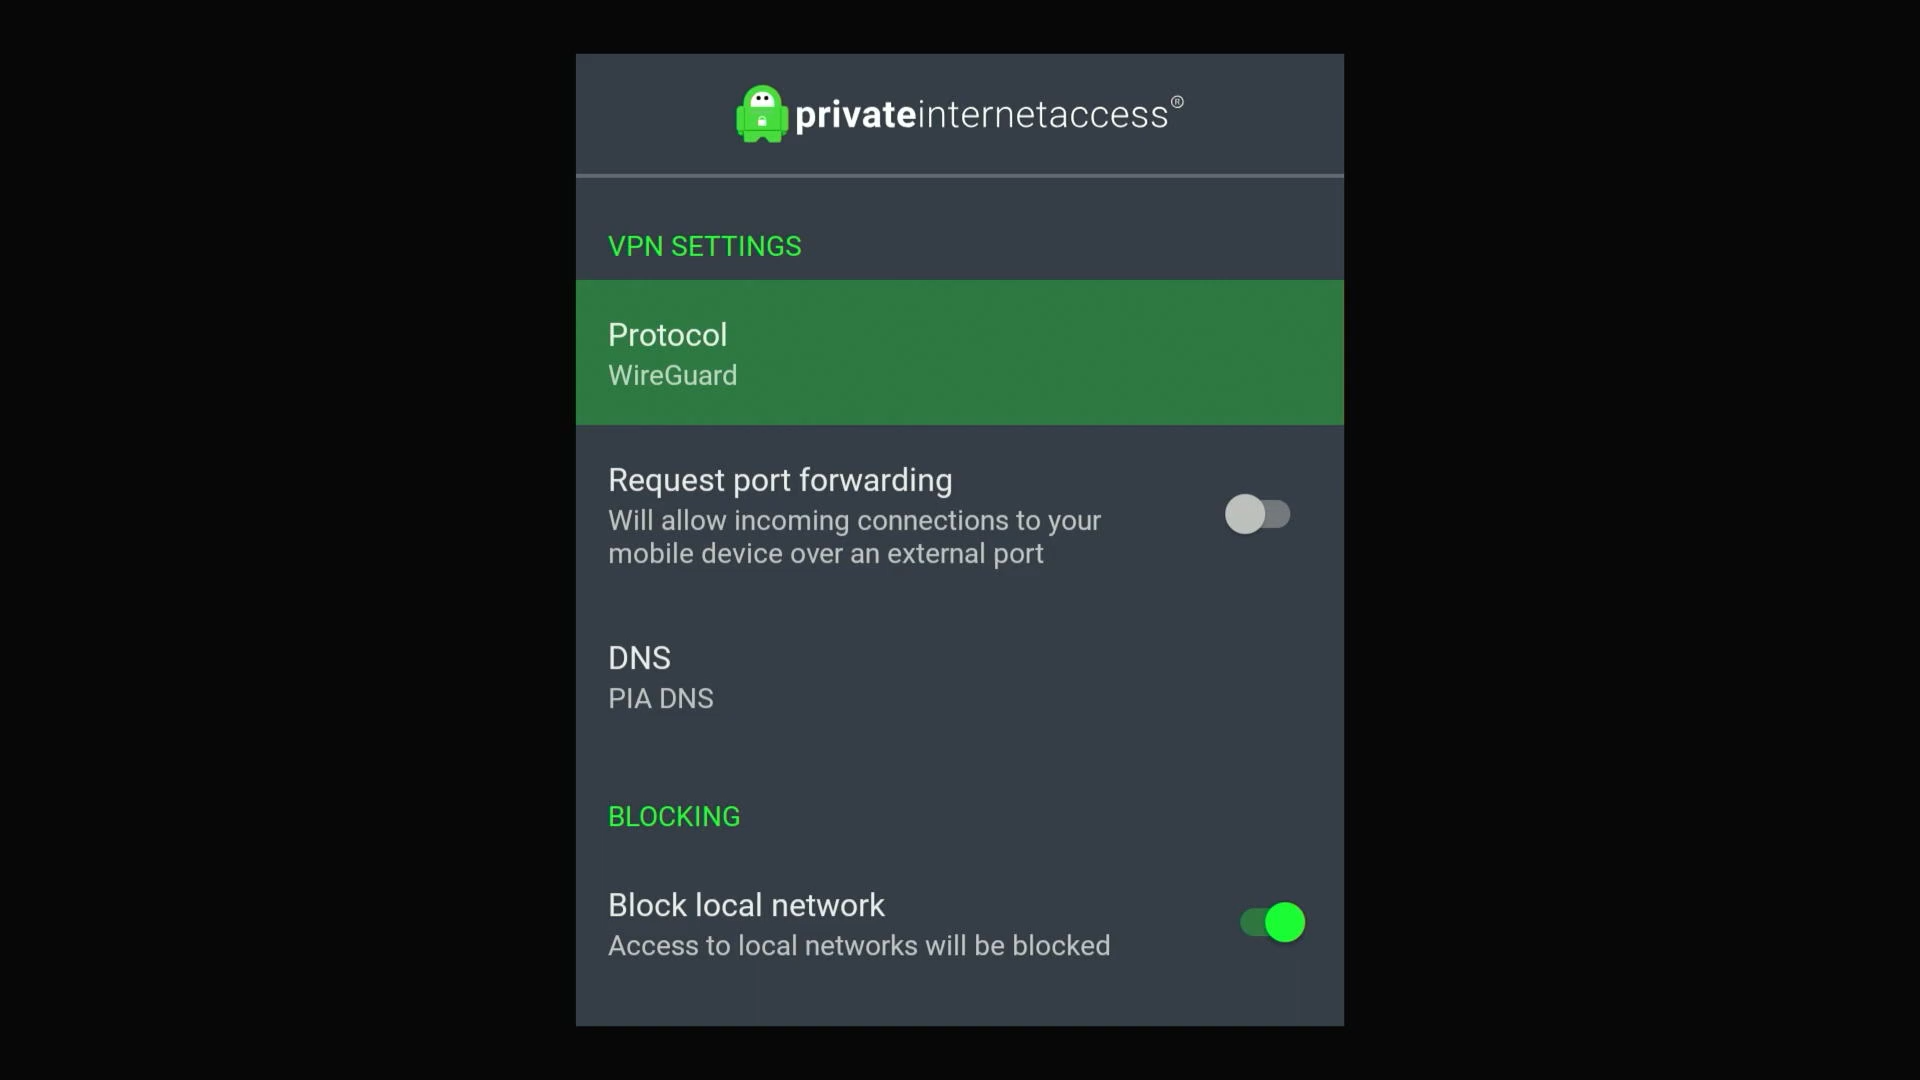 privateinternetaccess®
VPN SETTINGS
Protocol
WireGuard
Request port forwarding
Will allow incoming connections to your
mobile device over an external port
DNS
PIA DNS
BLOCKING
Block local network
Access to local networks will be blocked